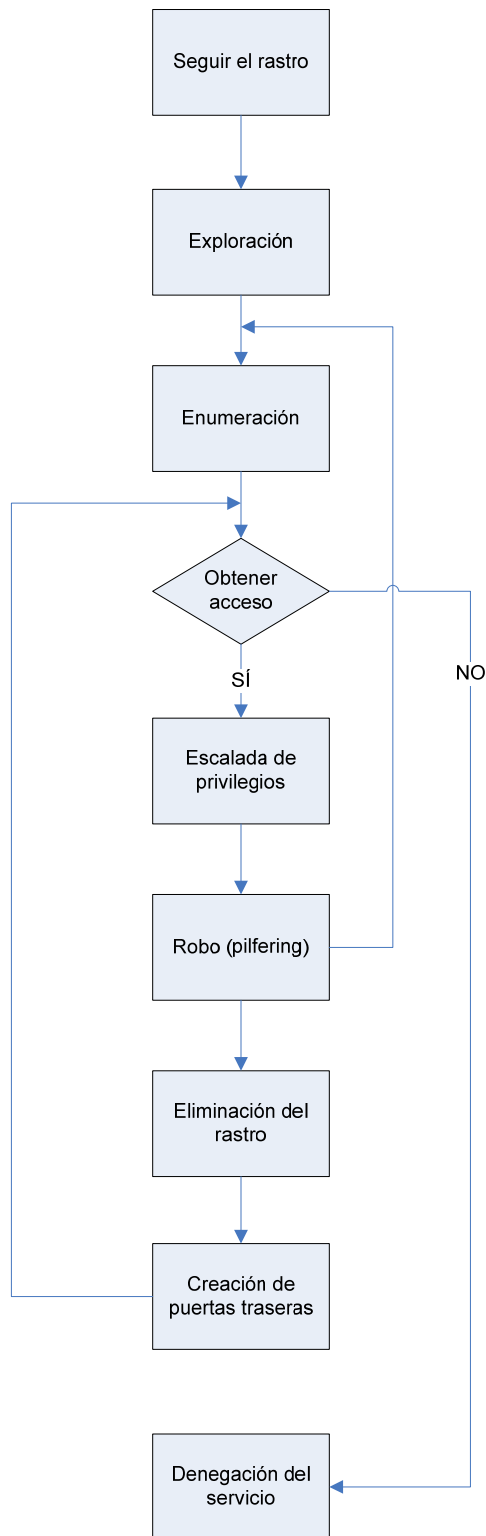 Seguir el rastro
Exploración
Enumeración
Obtener
acceso
SÍ
NO
Escalada de
privilegios
Robo (pilfering)
Eliminación del
rastro
Creación de
puertas traseras
Denegación del
servicio